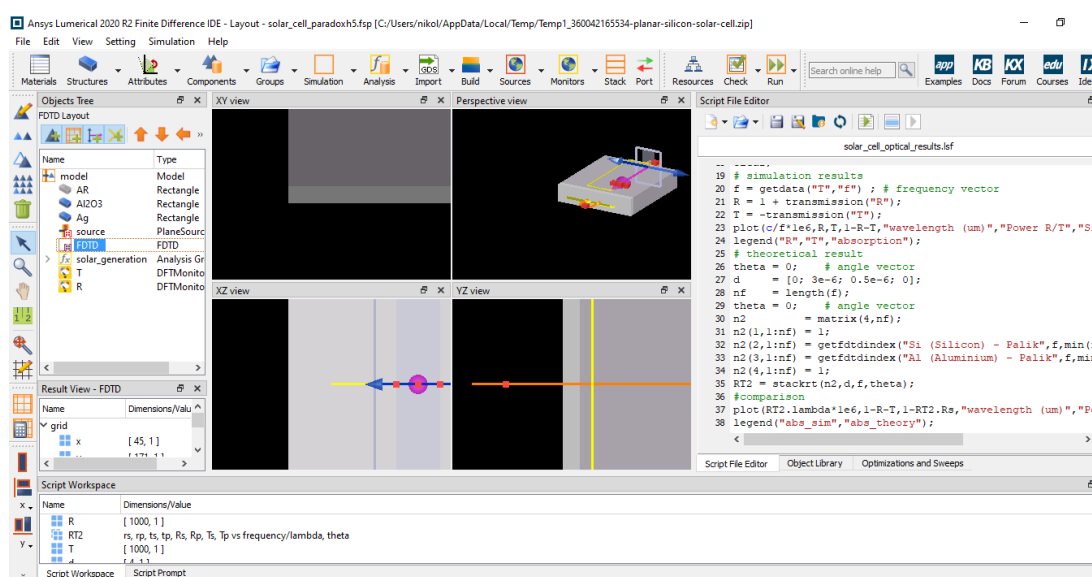 Ansys Lumerical 2020 R2 Finite Difference IDE - Layout - solar_cell_paradoxh5.fsp [C:/Users/nikol/AppData/Local/Temp/Temp1_360042165534-planar-silicon-solar-cell.zip]
File Edit View Setting Simulation Help
Materials Structures Attributes Components Groups Simulation Analysis Import Build Sources Monitors Stack Port Resources Check Run Search online help Examples Docs Forum Courses
GDS app KB KX edu
Objects Tree
FDTD Layout
Name Type
model Model
AR Rectangle
Al2O3 Rectangle
Ag Rectangle
source PlaneSourc
FDTD FDTD
solar_generation Analysis Gr
T DFTMonito
R DFTMonito
XY view
Perspective view
XZ view
YZ view
Result View - FDTD
Name Dimensions/Valu
grid
x [ 45, 1 ]
Script File Editor
solar_cell_optical_results.lsf
19 # simulation results
20 f = getdata("T","f") ; # frequency vector
21 R = 1 + transmission("R");
22 T = -transmission("T");
23 plot(c/f*1e6,R,T,1-R-T,"wavelength (um)","Power R/T","S
24 legend("R","T","absorption");
25 # theoretical result
26 theta = 0; # angle vector
27 d = [0; 3e-6; 0.5e-6; 0];
28 nf = length(f);
29 theta = 0; # angle vector
30 n2 = matrix(4,nf);
31 n2(1,1:nf) = 1;
32 n2(2,1:nf) = getfdtdindex("Si (Silicon) - Palik",f,min(
33 n2(3,1:nf) = getfdtdindex("Al (Aluminium) - Palik",f,mi
34 n2(4,1:nf) = 1;
35 RT2 = stackrt(n2,d,f,theta);
36 #comparison
37 plot(RT2.lambda*1e6,1-R-T,1-RT2.Rs,"wavelength (um)","P
38 legend("abs_sim","abs_theory");
Script File Editor Object Library Optimizations and Sweeps
Script Workspace
Name Dimensions/Value
R [ 1000, 1 ]
RT2 rs, rp, ts, tp, Rs, Rp, Ts, Tp vs frequency/lambda, theta
T [ 1000, 1 ]
Script Workspace Script Prompt
x
y